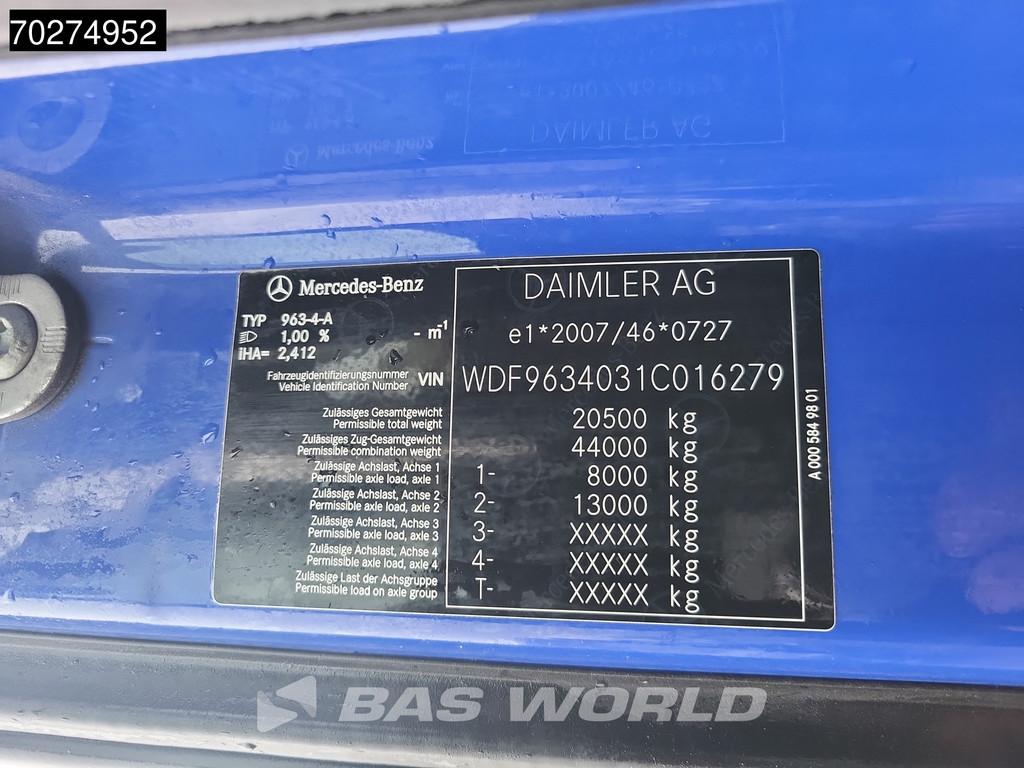 70274952
Mercedes-Benz
DAIMLER AG
TYP 963-4-A
1,00 % - m-1
iHA= 2,412
e1*2007/46*0727
Fahrzeugidentifizierungsnummer
Vehicle Identification Number VIN WDF9634031C016279
Zulässiges Gesamtgewicht
Permissible total weight 20500 kg
Zulässiges Zug-Gesamtgewicht
Permissible combination weight 44000 kg
Zulässige Achslast, Achse 1
Permissible axle load, axle 1 1- 8000 kg
Zulässige Achslast, Achse 2
Permissible axle load, axle 2 2- 13000 kg
Zulässige Achslast, Achse 3
Permissible axle load, axle 3 3- XXXXX kg
Zulässige Achslast, Achse 4
Permissible axle load, axle 4 4- XXXXX kg
Zulässige Last der Achsgruppe
Permissible load on axle group T- XXXXX kg
A 000 584 98 01
BAS WORLD